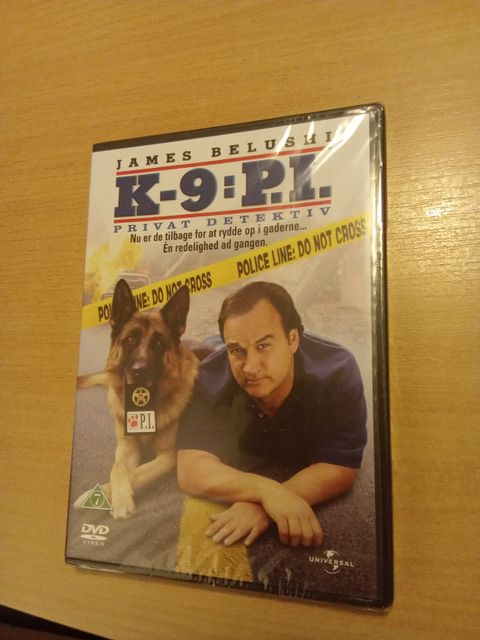 JAMES BELUSHI
K-9:P.I.
PRIVAT DETEKTIV
Nu er de tilbage for at rydde op i gaderne...
En redelighed ad gangen.
POLICE LINE: DO NOT CROSS
PO LINE: DO NOT CROSS
P.I.
7
DVD
VIDEO
UNIVERSAL